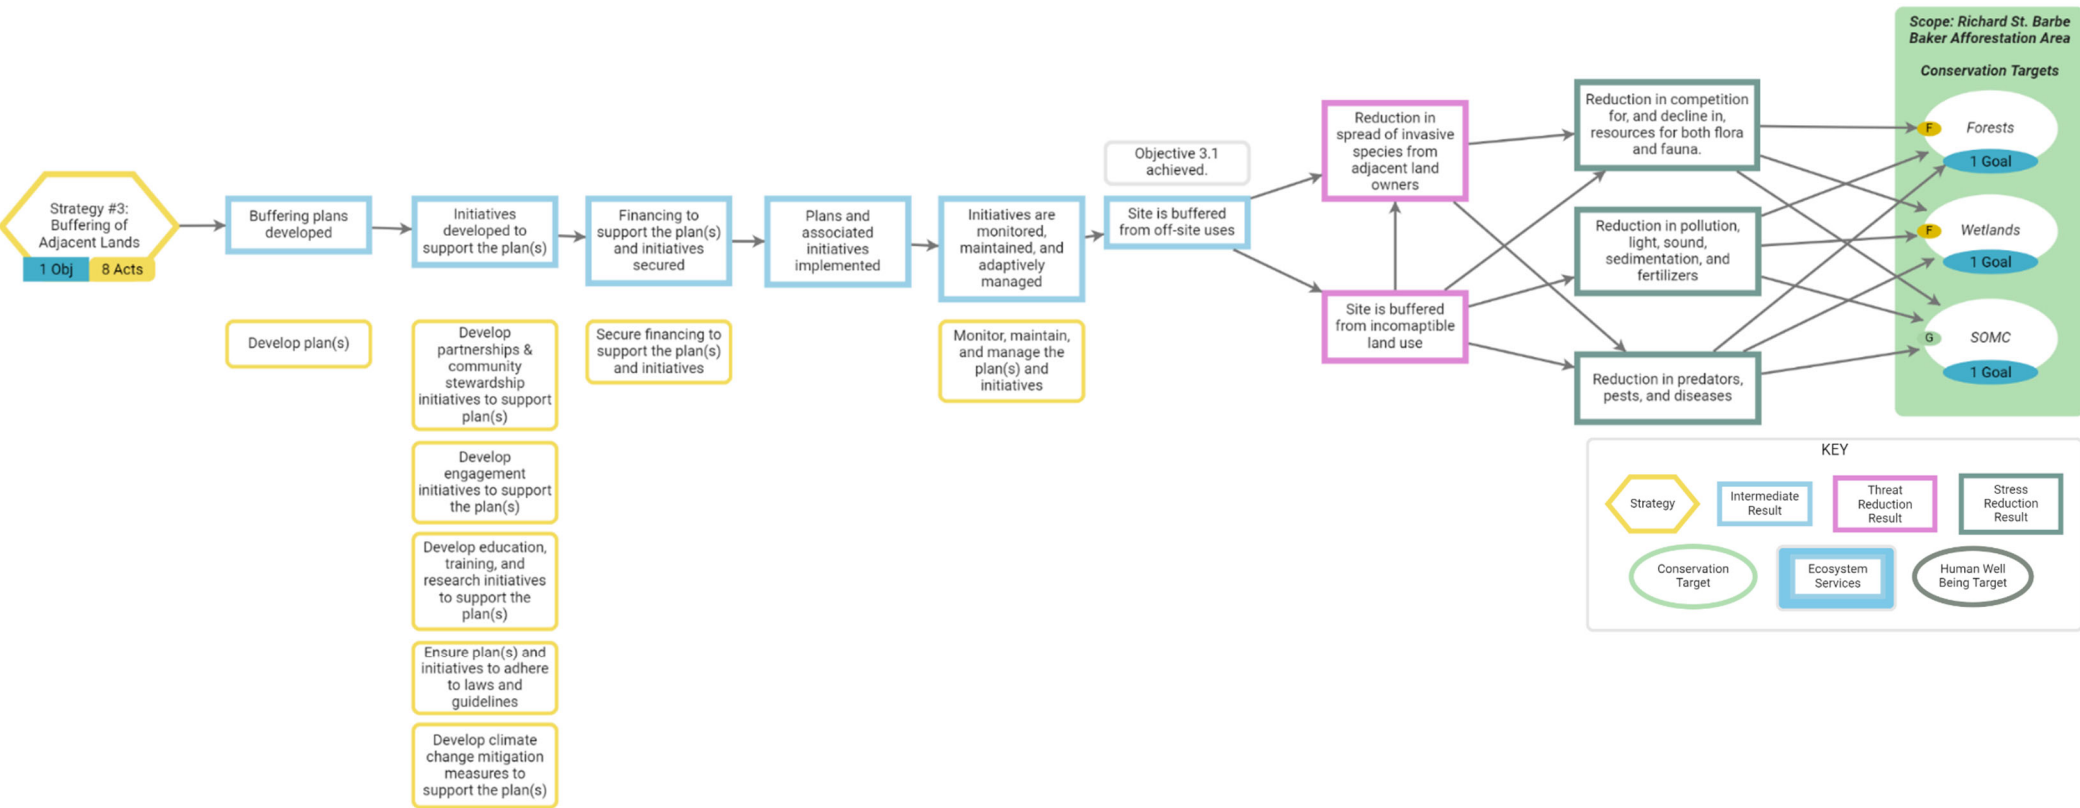 Strategy #3:
Buffering of
Adjacent Lands
1 Obj
8 Acts
Buffering plans
developed
Initiatives
developed to
support the plan(s)
Financing to
support the plan(s)
and initiatives
secured
Plans and
associated
initiatives
implemented
Initiatives are
monitored,
maintained, and
adaptively
managed
Objective 3.1
achieved.
Site is buffered
from off-site uses
Develop plan(s)
Develop
partnerships &
community
stewardship
initiatives to support
plan(s)
Develop
engagement
initiatives to support
the plan(s)
Develop education,
training, and
research initiatives
to support the
plan(s)
Ensure plan(s) and
initiatives to adhere
to laws and
guidelines
Develop climate
change mitigation
measures to
support the plan(s)
Secure financing to
support the plan(s)
and initiatives
Monitor, maintain,
and manage the
plan(s) and
initiatives
Reduction in
spread of invasive
species from
adjacent land
owners
Site is buffered
from incomaptible
land use
Reduction in competition
for, and decline in,
resources for both flora
and fauna.
Reduction in pollution,
light, sound,
sedimentation, and
fertilizers
Reduction in predators,
pests, and diseases
Scope: Richard St. Barbe
Baker Afforestation Area
Conservation Targets
F
Forests
1 Goal
F
Wetlands
1 Goal
G
SOMC
1 Goal
KEY
Strategy
Intermediate
Result
Threat
Reduction
Result
Stress
Reduction
Result
Conservation
Target
Ecosystem
Services
Human Well
Being Target